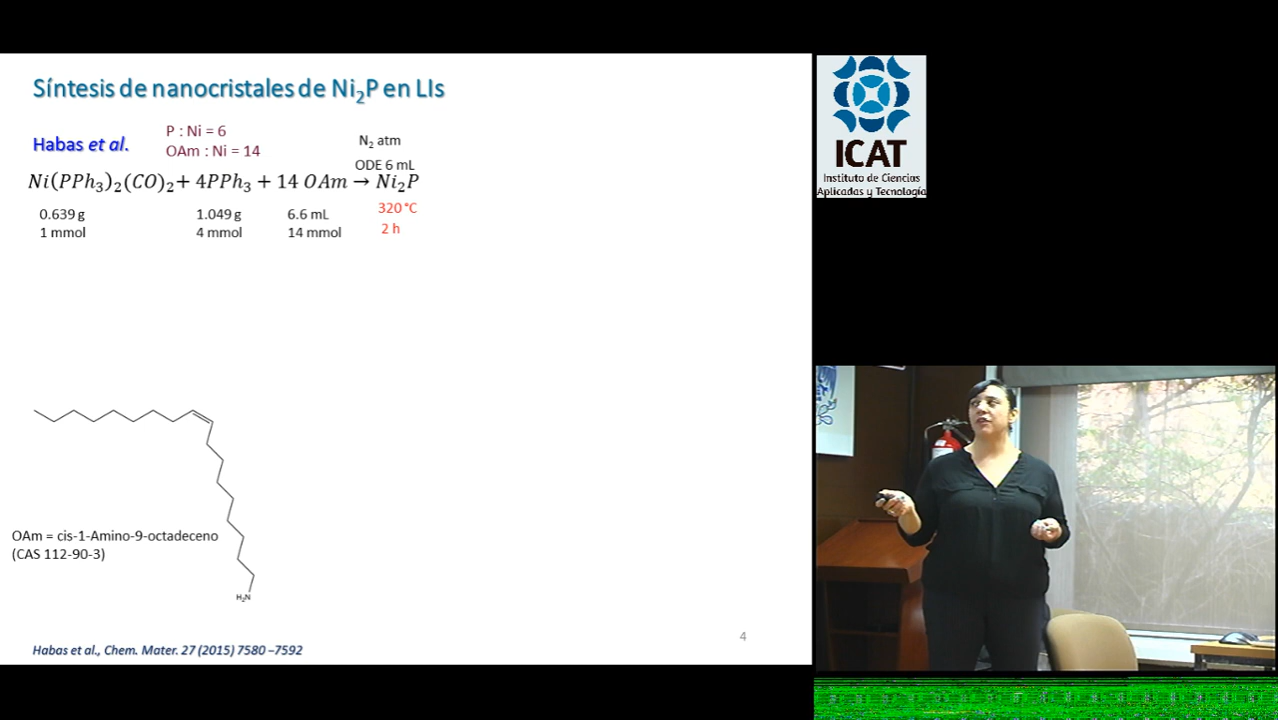 Síntesis de nanocristales de Ni₂P en LIs
Habas et al.
P : Ni = 6
OAm : Ni = 14
N₂ atm
ODE 6 mL
Ni(PPh₃)₂(CO)₂ + 4PPh₃ + 14 OAm → Ni₂P
0.639 g
1 mmol
1.049 g
4 mmol
6.6 mL
14 mmol
320 °C
2 h
OAm = cis-1-Amino-9-octadeceno
(CAS 112-90-3)
H₂N
Habas et al., Chem. Mater. 27 (2015) 7580 –7592
4
ICAT
Instituto de Ciencias
Aplicadas y Tecnología